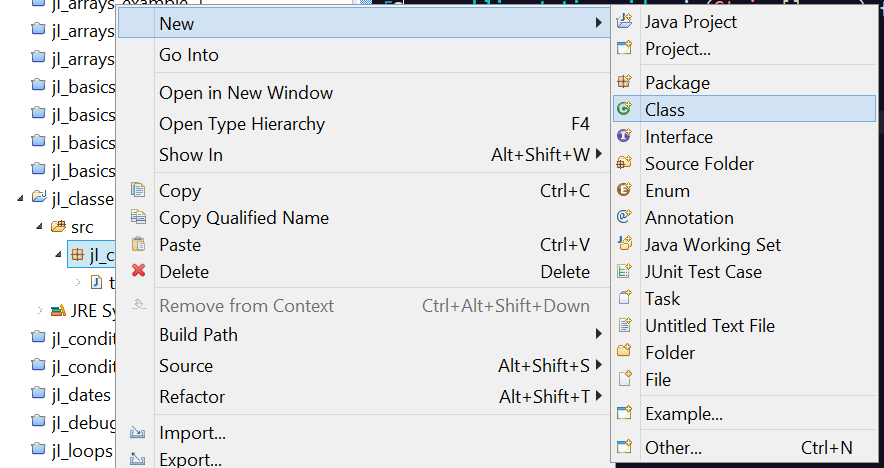 jl_arrays_example_1
jl_arrays
jl_arrays
jl_basics
jl_basics
jl_basics
jl_basics
jl_classe
src
jl_c
t
JRE Sy
jl_condit
jl_condit
jl_dates
jl_debug
jl_loops
New
Go Into
Open in New Window
Open Type Hierarchy F4
Show In Alt+Shift+W
Copy Ctrl+C
Copy Qualified Name
Paste Ctrl+V
Delete Delete
Remove from Context Ctrl+Alt+Shift+Down
Build Path
Source Alt+Shift+S
Refactor Alt+Shift+T
Import...
Export...
Java Project
Project...
Package
Class
Interface
Source Folder
Enum
Annotation
Java Working Set
JUnit Test Case
Task
Untitled Text File
Folder
File
Example...
Other... Ctrl+N